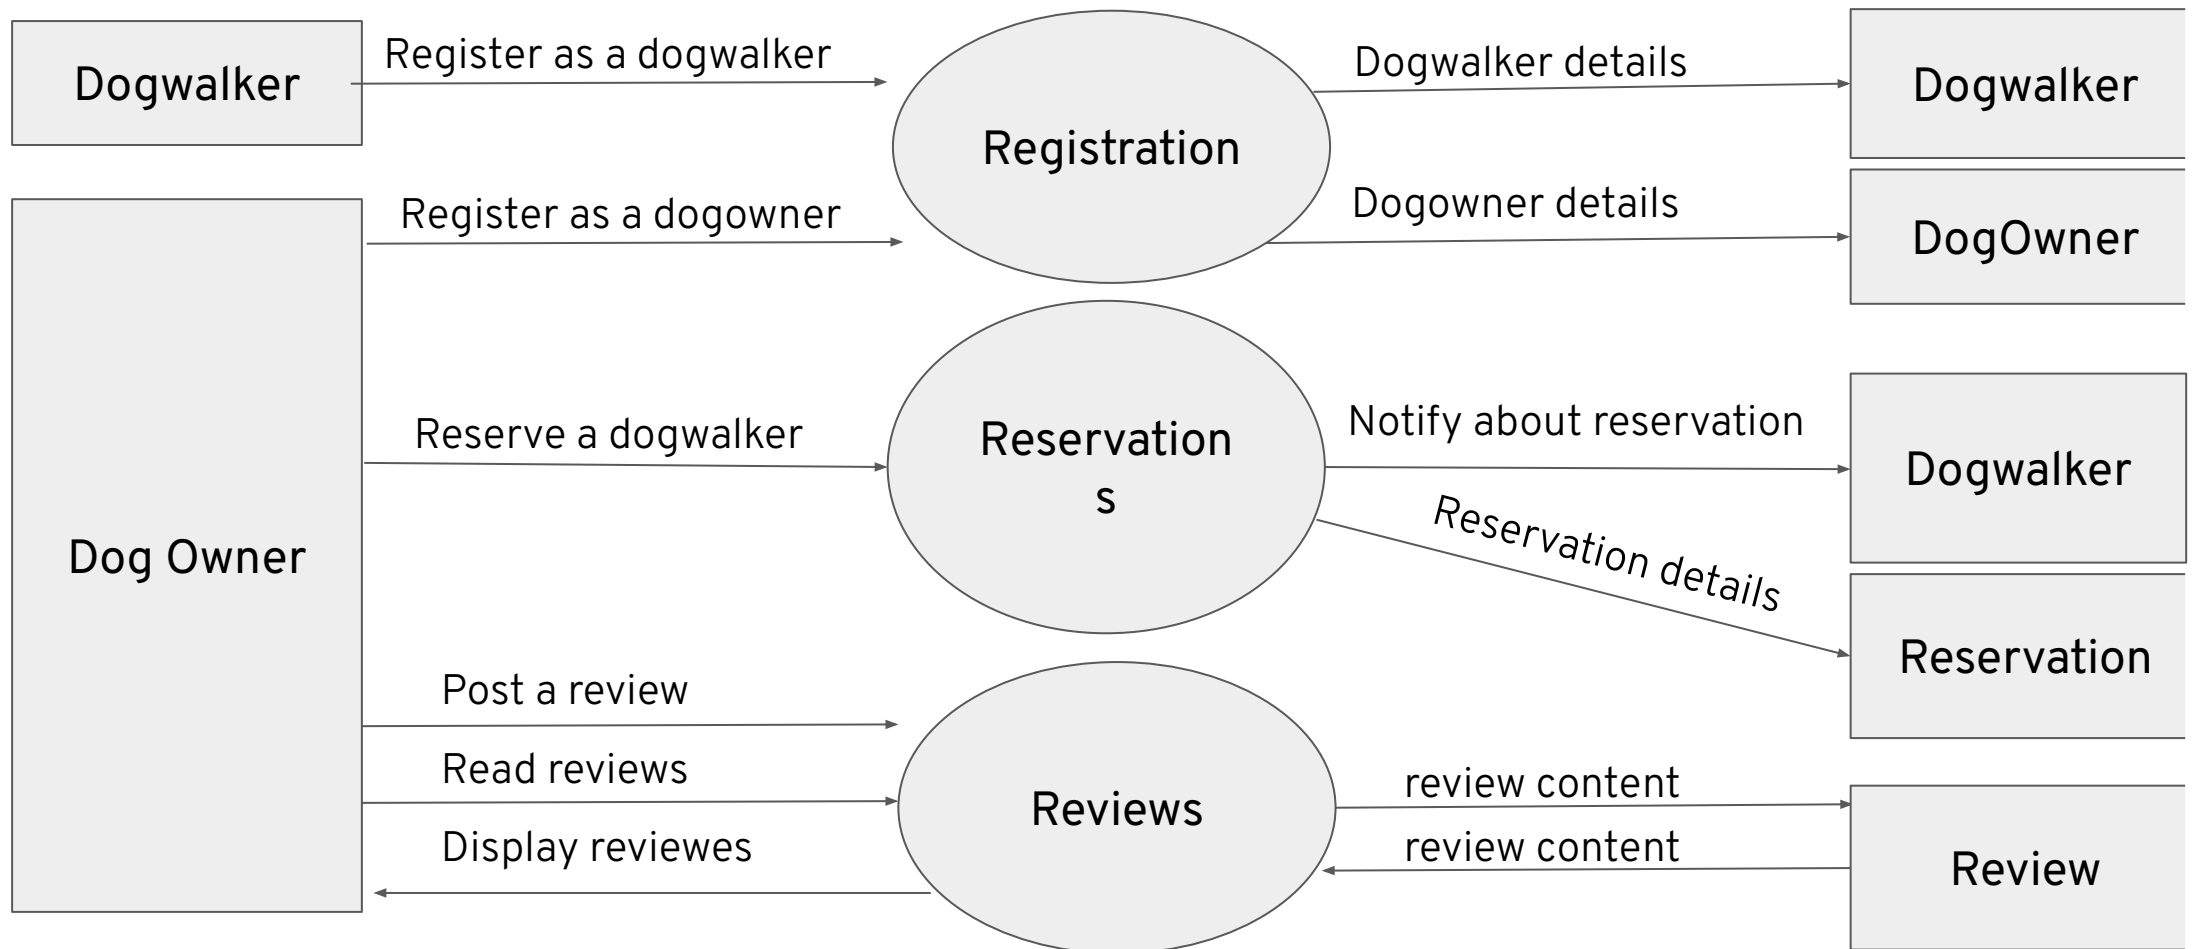 Dogwalker
Register as a dogwalker
Registration
Dogwalker details
Dogwalker
Register as a dogowner
Dogowner details
DogOwner
Dog Owner
Reserve a dogwalker
Reservation
s
Notify about reservation
Dogwalker
Reservation details
Reservation
Post a review
Read reviews
Display reviewes
Reviews
review content
review content
Review